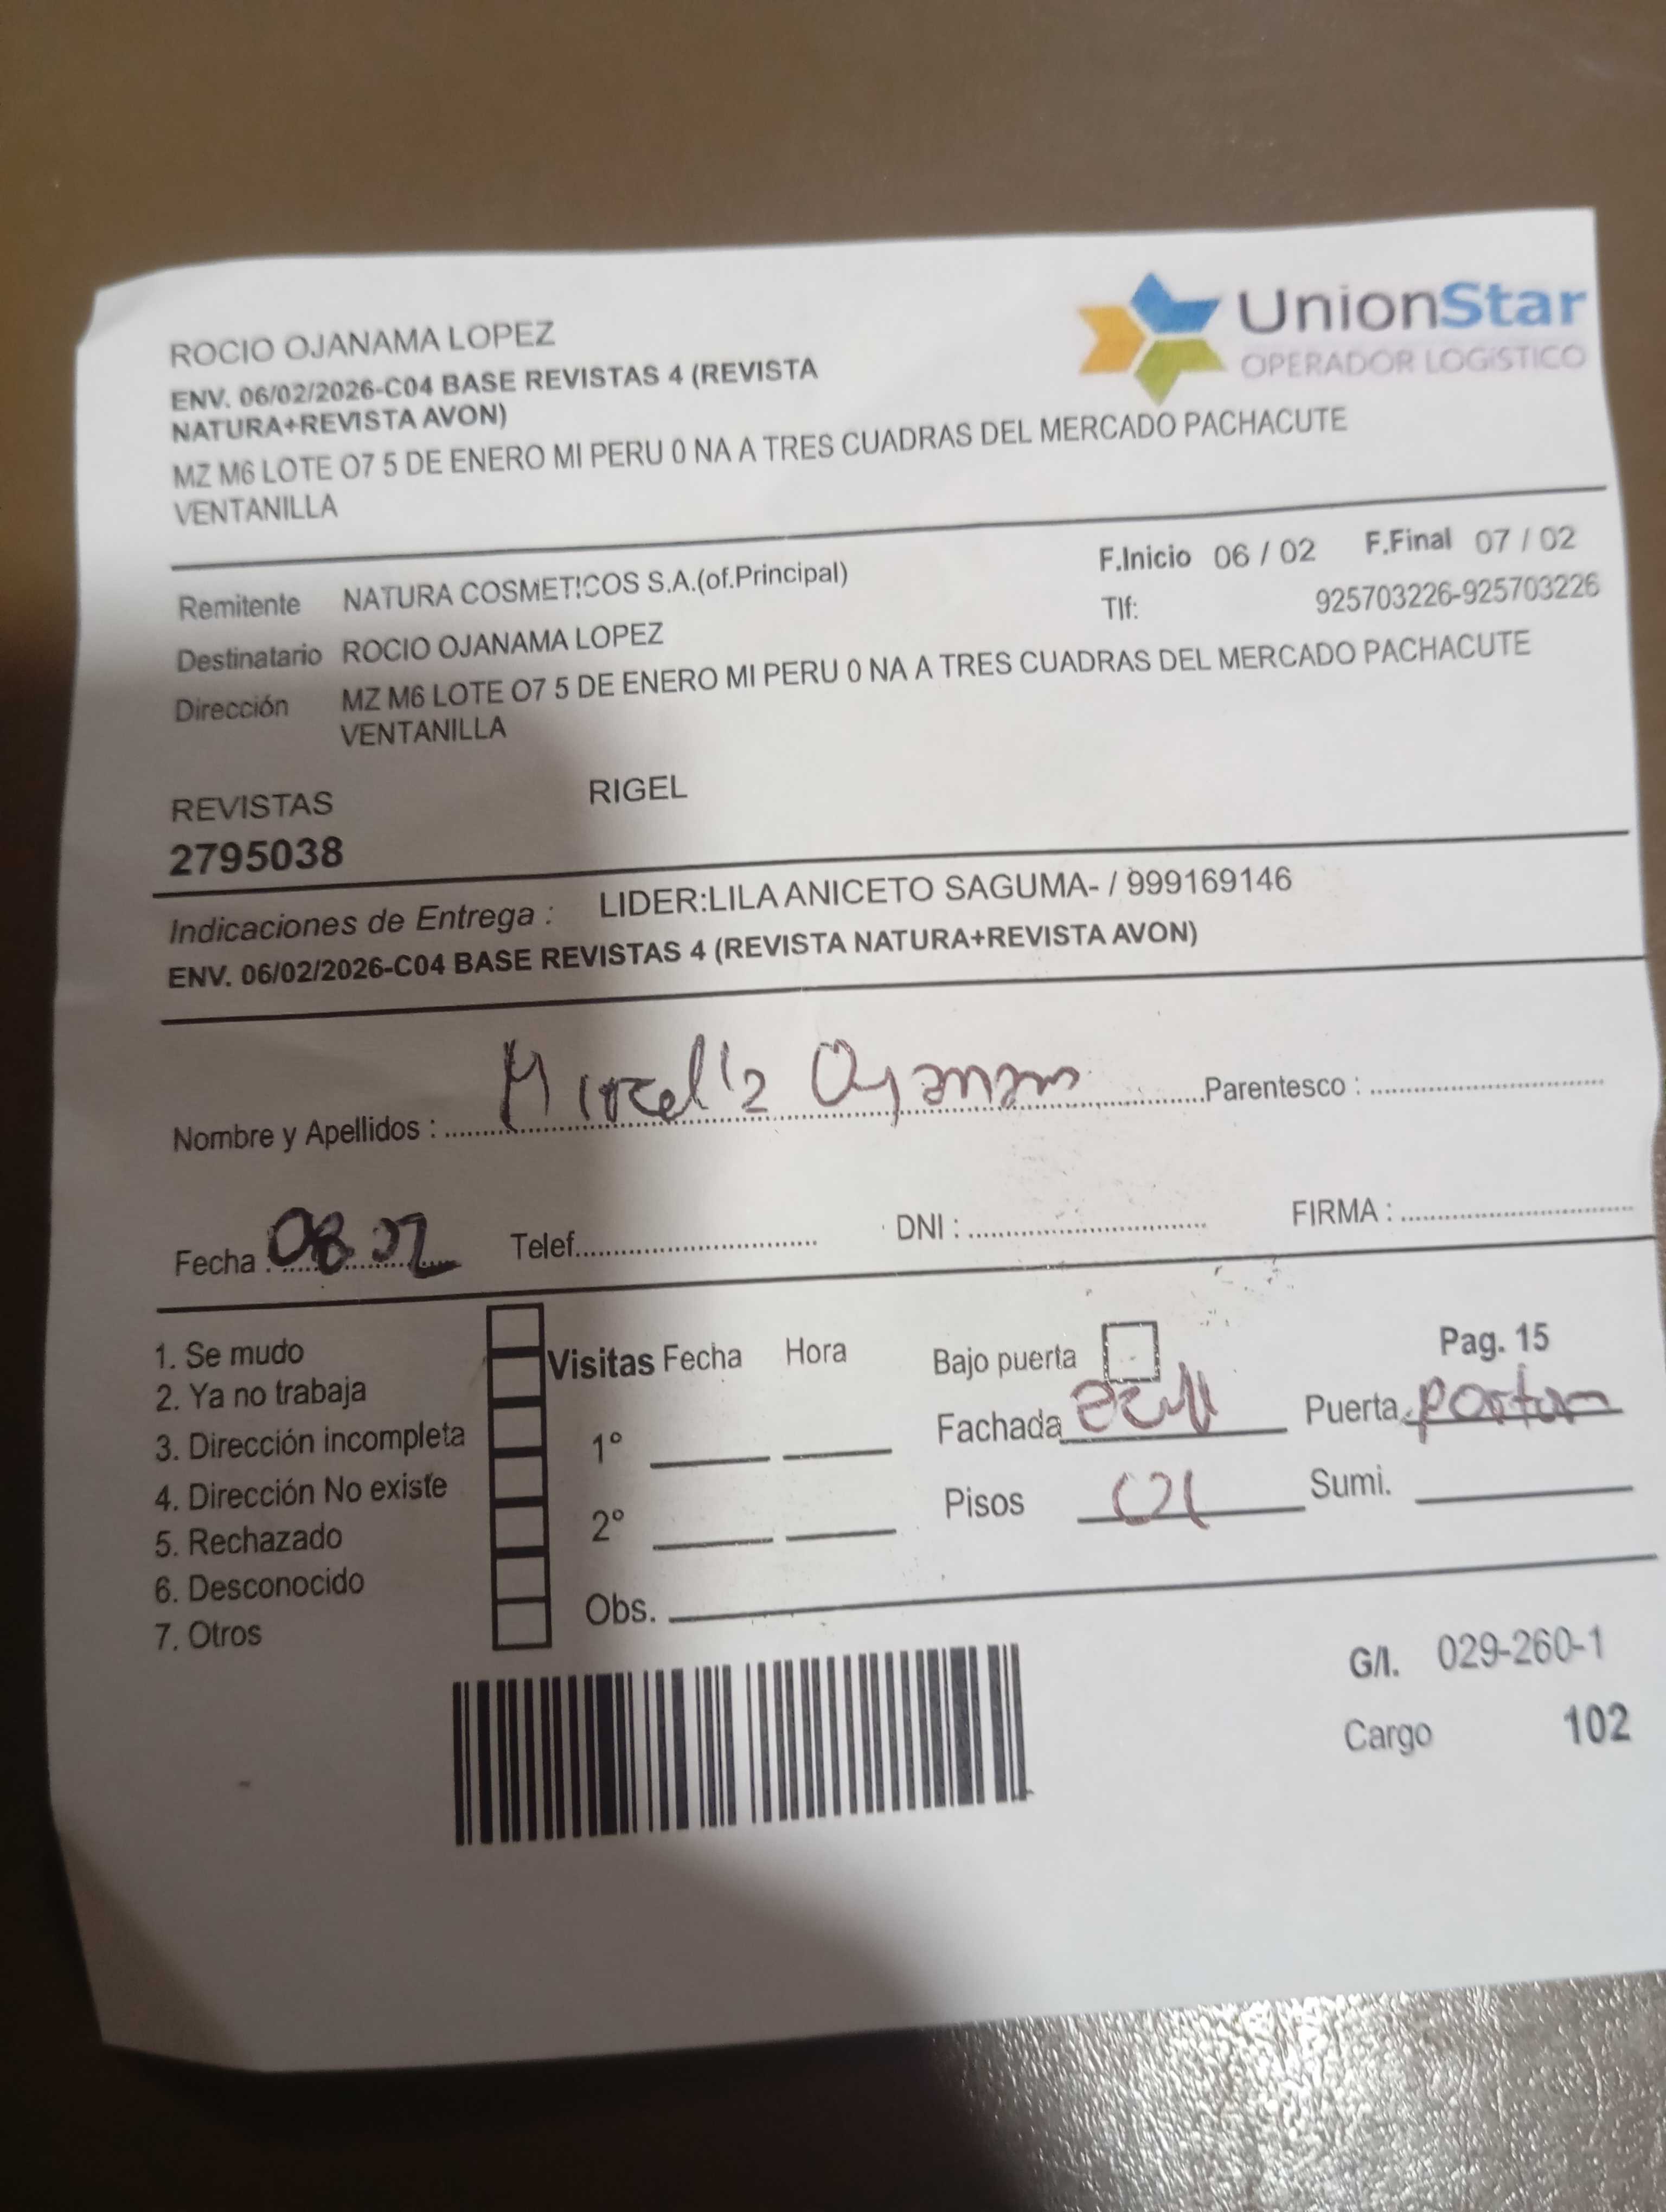 UnionStar
OPERADOR LOGISTICO
ROCIO OJANAMA LOPEZ
ENV. 06/02/2026-C04 BASE REVISTAS 4 (REVISTA
NATURA+REVISTA AVON)
MZ M6 LOTE O7 5 DE ENERO MI PERU 0 NA A TRES CUADRAS DEL MERCADO PACHACUTE
VENTANILLA
F.Inicio 06 / 02 F.Final 07 / 02
Remitente NATURA COSMETICOS S.A.(of.Principal)
Tlf: 925703226-925703226
Destinatario ROCIO OJANAMA LOPEZ
Dirección MZ M6 LOTE O7 5 DE ENERO MI PERU 0 NA A TRES CUADRAS DEL MERCADO PACHACUTE
VENTANILLA
REVISTAS RIGEL
2795038
Indicaciones de Entrega : LIDER:LILA ANICETO SAGUMA- / 999169146
ENV. 06/02/2026-C04 BASE REVISTAS 4 (REVISTA NATURA+REVISTA AVON)
Nombre y Apellidos : Parentesco :
Fecha : 08 02 Telef. DNI : FIRMA :
1. Se mudo
2. Ya no trabaja
3. Dirección incompleta
4. Dirección No existe
5. Rechazado
6. Desconocido
7. Otros
Visitas Fecha Hora
1°
2°
Obs.
Bajo puerta Pag. 15
Fachada Puerta porton
Pisos 01 Sumi.
G/I. 029-260-1
Cargo 102